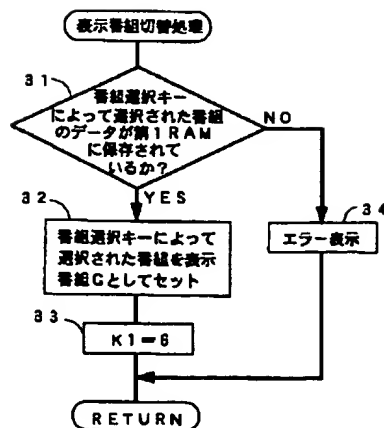 表示番組切替処理
31
番組選択キー
によって選択された番組
のデータが第1RAM
に保存されて
いるか?
NO
YES
32
番組選択キーによって
選択された番組を表示
番組Gとしてセット
34
エラー表示
33
K1=G
RETURN